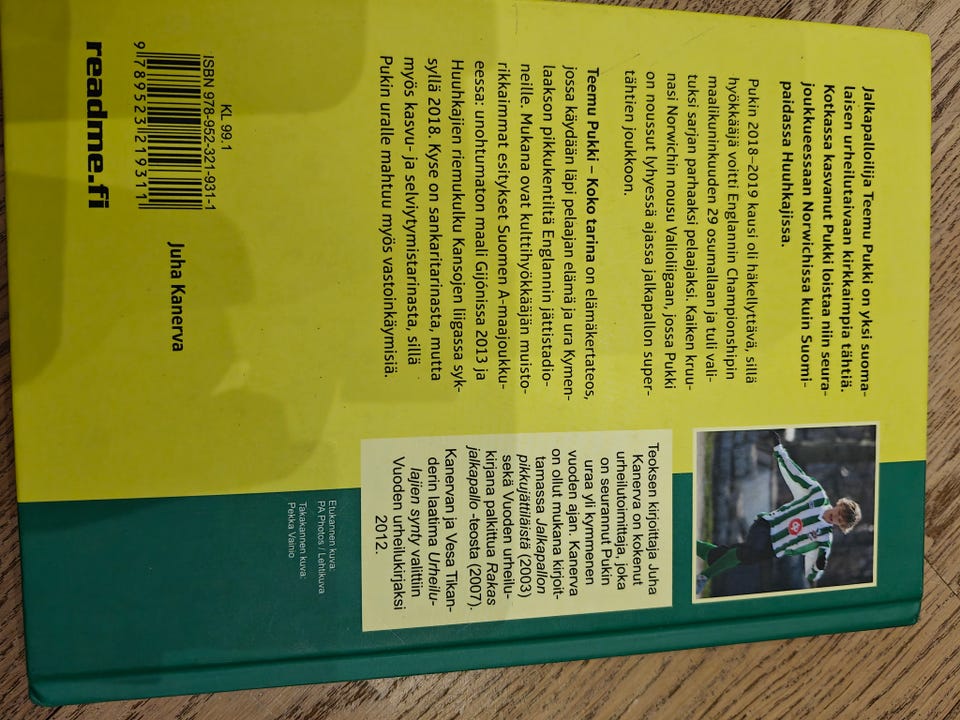 Jalkapalloilija Teemu Pukki on yksi suoma-
laisen urheilutaivaan kirkkaimpia tähtiä.
Kotkassa kasvanut Pukki loistaa niin seura-
joukkueessaan Norwichissa kuin Suomi-
paidassa Huuhkajissa.
Pukin 2018–2019 kausi oli häkellyttävä, sillä
hyökkääjä voitti Englannin Championshipin
maalikuninkuuden 29 osumallaan ja tuli vali-
tuksi sarjan parhaaksi pelaajaksi. Kaiken kruu-
nasi Norwichin nousu Valioliigaan, jossa Pukki
on noussut lyhyessä ajassa jalkapallon super-
tähtien joukkoon.
Teemu Pukki – Koko tarina on elämäkertateos,
jossa käydään läpi pelaajan elämä ja ura Kymen-
laakson pikkukentiltä Englannin jättistadio-
neille. Mukana ovat kulttihyökkääjän muisto-
rikkaimmat esitykset Suomen A-maajoukku-
eessa: unohtumaton maali Gijónissa 2013 ja
Huuhkajien riemukulku Kansojen liigassa syk-
syllä 2018. Kyse on sankaritarinasta, mutta
myös kasvu- ja selviytymistarinasta, sillä
Pukin uralle mahtuu myös vastoinkäymisiä.
Juha Kanerva
KL 99.1
ISBN 978-952-321-931-1
9 789523 219311
readme.fi
Teoksen kirjoittaja Juha
Kanerva on kokenut
urheilutoimittaja, joka
on seurannut Pukin
uraa yli kymmenen
vuoden ajan. Kanerva
on ollut mukana kirjoit-
tamassa Jalkapallon
pikkujättiläistä (2003)
sekä Vuoden urheilu-
kirjana palkittua Rakas
jalkapallo -teosta (2007).
Kanervan ja Vesa Tikan-
derin laatima Urheilu-
lajien synty valittiin
Vuoden urheilukirjaksi
2012.
Etukannen kuva:
PA Photos / Lehtikuva
Takakannen kuva:
Pekka Vainio